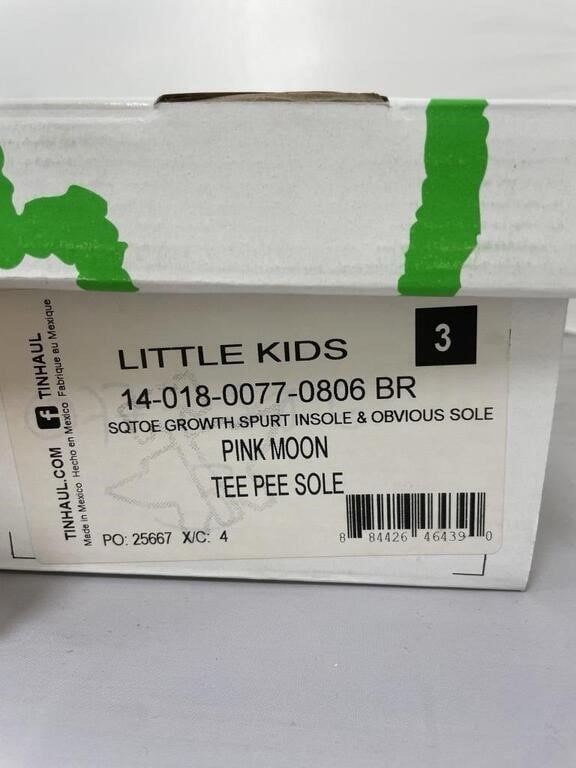 LITTLE KIDS
3
14-018-0077-0806 BR
SQTOE GROWTH SPURT INSOLE & OBVIOUS SOLE
PINK MOON
TEE PEE SOLE
PO: 25667 X/C: 4
8 84426 46439 0
TINHAUL.COM f TINHAUL
Made in Mexico Hecho en Mexico Fabrique au Mexique